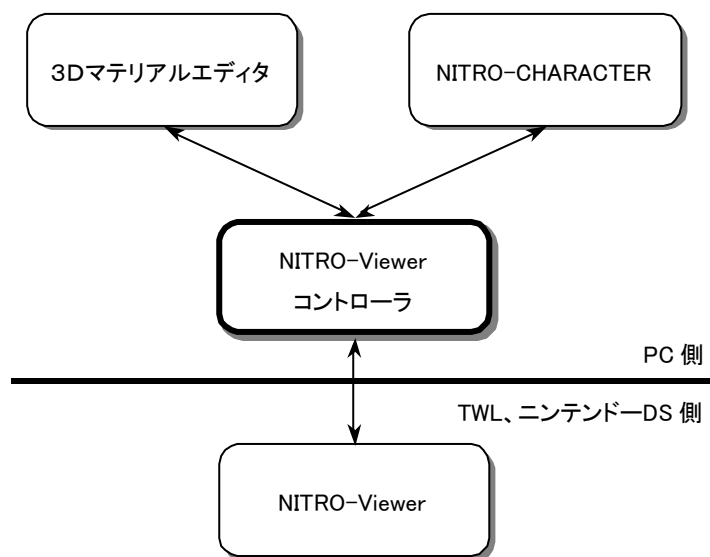 3Dマテリアルエディタ
NITRO-CHARACTER
NITRO-Viewer
コントローラ
PC 側
TWL、ニンテンドーDS 側
NITRO-Viewer